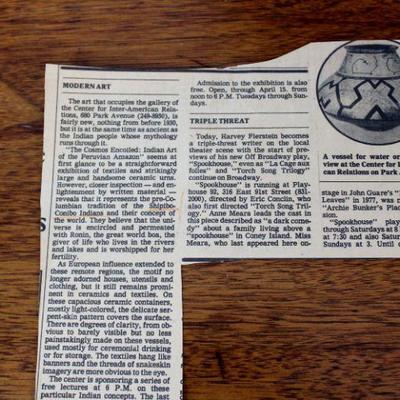 MODERN ART
The art that occupies the gallery of
the Center for Inter-American Rela-
tions, 680 Park Avenue (249-8950), is
fairly new, nothing from before 1930,
but it is at the same time as ancient as
the Indian people whose mythology
runs through it.
"The Cosmos Encoiled: Indian Art
of the Peruvian Amazon" seems at
first glance to be a straightforward
exhibition of textiles and strikingly
large and handsome ceramic urns.
However, closer inspection — and en-
lightenment by written material —
reveals that it represents the pre-Co-
lumbian tradition of the Shipibo-
Conibo Indians and their concept of
the world. They believe that the uni-
verse is encircled and permeated
with Ronin, the great world boa, the
giver of life who lives in the rivers
and lakes and is worshipped for her
fertility.
As European influence extended to
these remote regions, the motif no
longer adorned houses, utensils and
clothing, but it still remains promi-
nent in ceramics and textiles. On
these capacious ceramic containers,
mostly light-colored, the delicate ser-
pent-skin pattern covers the surface.
There are degrees of clarity, from ob-
vious to barely visible but no less
painstakingly made on these vessels,
used mostly for ceremonial drinking
or for storage. The textiles hang like
banners and the threads of snakeskin
imagery are more obvious to the eye.
The center is sponsoring a series of
free lectures at 6 P.M. on these
particular Indian concepts. The last
Admission to the exhibition is also
free. Open, through April 15. from
noon to 6 P.M. Tuesdays through Sun-
days.
TRIPLE THREAT
Today, Harvey Fierstein becomes
a triple-threat writer on the local
theater scene with the start of pre-
views of his new Off Broadway play,
"Spookhouse," even as "La Cage aux
folles" and "Torch Song Trilogy"
continue on Broadway.
"Spookhouse" is running at Play-
house 92, 316 East 91st Street (831-
2000), directed by Eric Conclin, who
also first directed "Torch Song Tril-
ogy." Anne Meara leads the cast in
this piece described as "a dark come-
dy" about a family living above a
"spookhouse" in Coney Island. Miss
Meara, who last appeared here on-
A vessel for water or
view at the Center for I
can Relations on Park
stage in John Guare's "
Leaves" in 1977, was r
"Archie Bunker's Place
sion.
"Spookhouse" play
through Saturdays at 8
at 7:30 and also Satur
Sundays at 3. Until